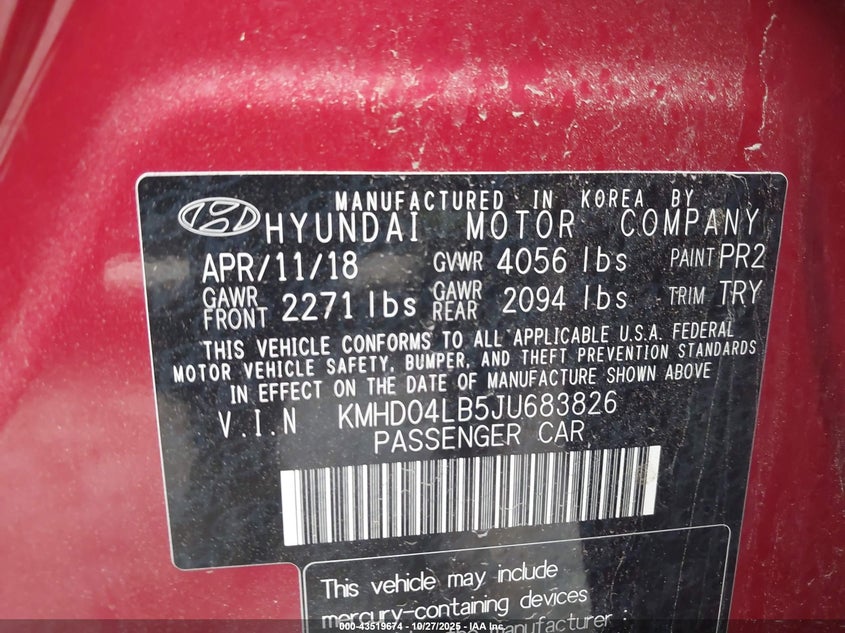 MANUFACTURED IN KOREA BY
HYUNDAI MOTOR COMPANY
APR/11/18 GVWR 4056 lbs PAINT PR2
GAWR FRONT 2271 lbs GAWR REAR 2094 lbs TRIM TRY
THIS VEHICLE CONFORMS TO ALL APPLICABLE U.S.A. FEDERAL
MOTOR VEHICLE SAFETY, BUMPER, AND THEFT PREVENTION STANDARDS
IN EFFECT ON THE DATE OF MANUFACTURE SHOWN ABOVE
V.I.N KMHD04LB5JU683826
PASSENGER CAR
This vehicle may include
mercury-containing devices
the manufacturer :
000-43519674 - 10/27/2025 - IAA Inc.